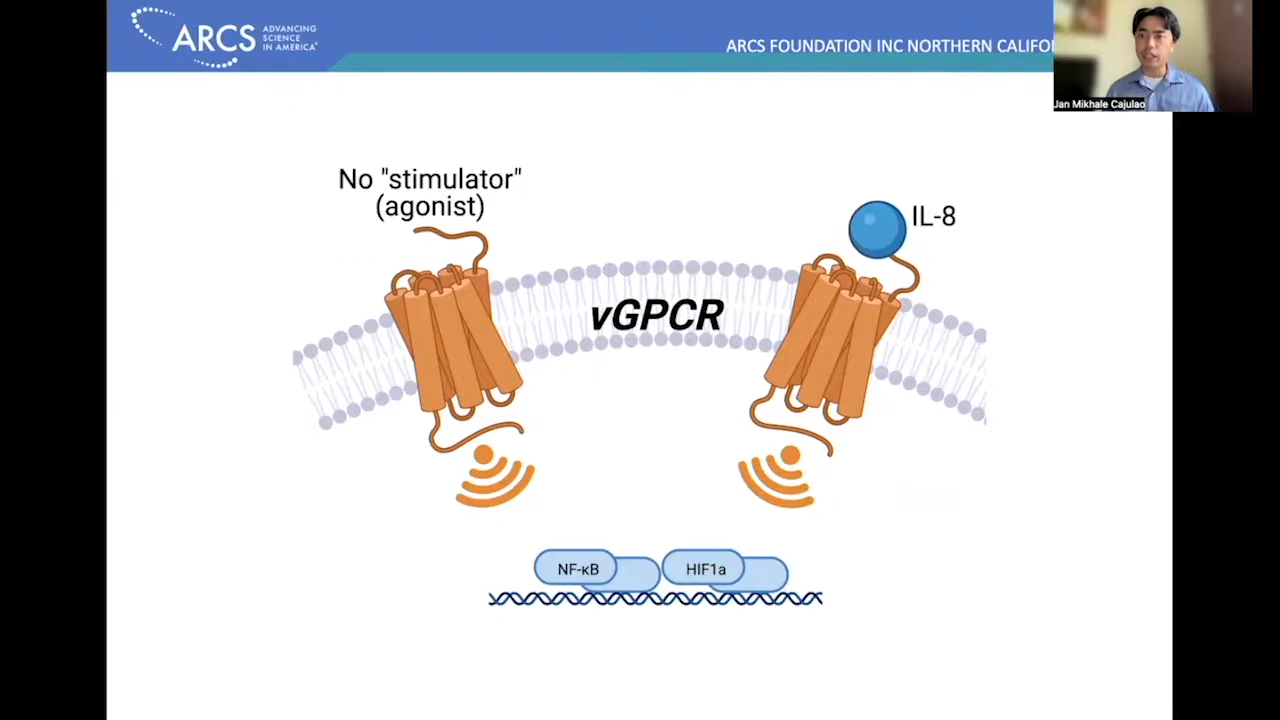 ARCS
ADVANCING
SCIENCE
IN AMERICA®
ARCS FOUNDATION INC NORTHERN CALIFO
Jan Mikhale Cajulao
No "stimulator"
(agonist)
IL-8
vGPCR
NF-κB
HIF1a